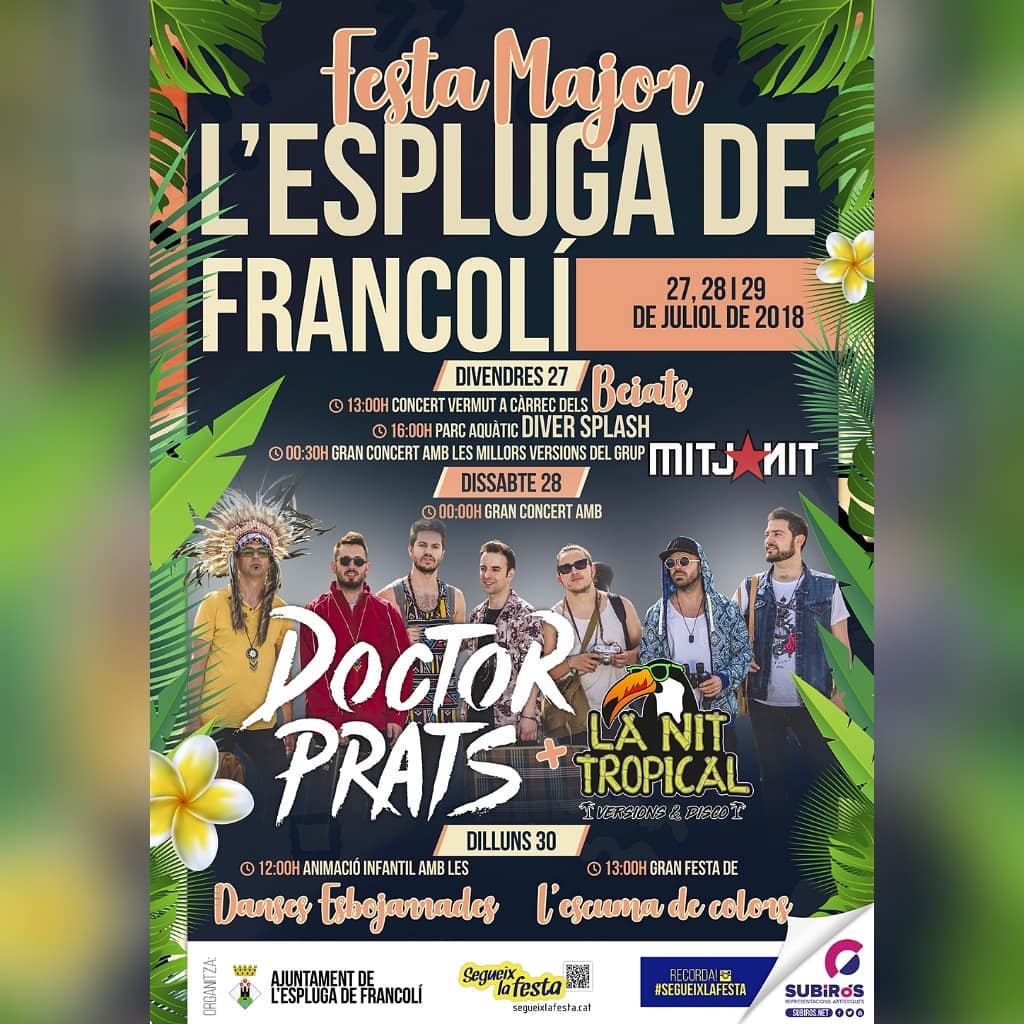 Festa Major
L'ESPLUGA DE
FRANCOLÍ
27, 28 I 29
DE JULIOL DE 2018
DIVENDRES 27
13:00H CONCERT VERMUT A CÀRREC DELS Beiats
16:00H PARC AQUÀTIC DIVER SPLASH
00:30H GRAN CONCERT AMB LES MILLORS VERSIONS DEL GRUP MITJANIT
DISSABTE 28
00:00H GRAN CONCERT AMB
DOCTOR
PRATS
+
LA NIT
TROPICAL
VERSIONS & DISCO
DILLUNS 30
12:00H ANIMACIÓ INFANTIL AMB LES
Danses Esbojarrades
13:00H GRAN FESTA DE
L'escuma de colors
ORGANITZA:
AJUNTAMENT DE
L'ESPLUGA DE FRANCOLÍ
Segueix
la festa
segueixlafesta.cat
RECORDA!
#SEGUEIXLAFESTA
SUBIRÓS
REPRESENTACIONS ARTÍSTIQUES
SUBIROS.NET